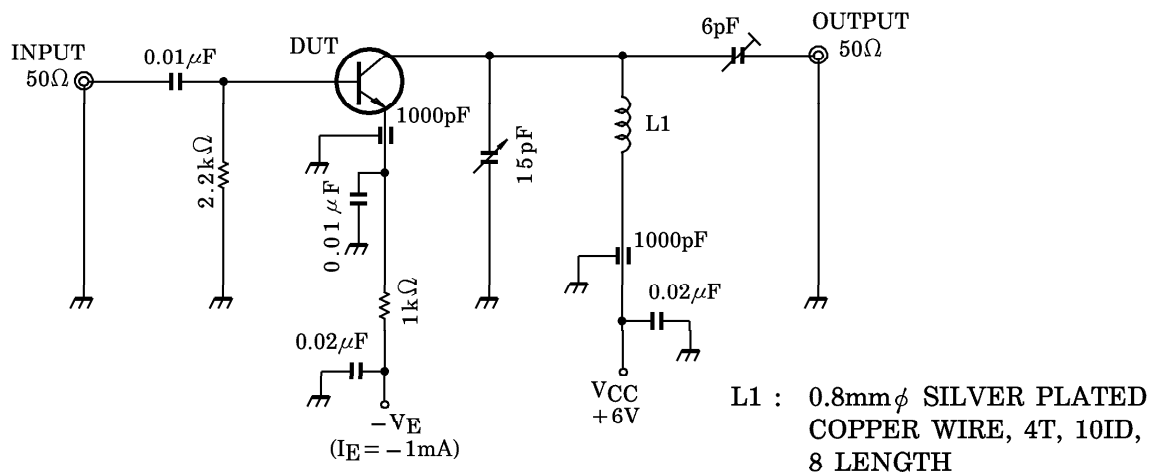 INPUT
50Ω
0.01μF
DUT
6pF
OUTPUT
50Ω
1000pF
2.2kΩ
0.01μF
15pF
L1
1000pF
1kΩ
0.02μF
0.02μF
−VE
(IE=−1mA)
VCC
+6V
L1 : 0.8mmϕ SILVER PLATED
COPPER WIRE, 4T, 10ID,
8 LENGTH